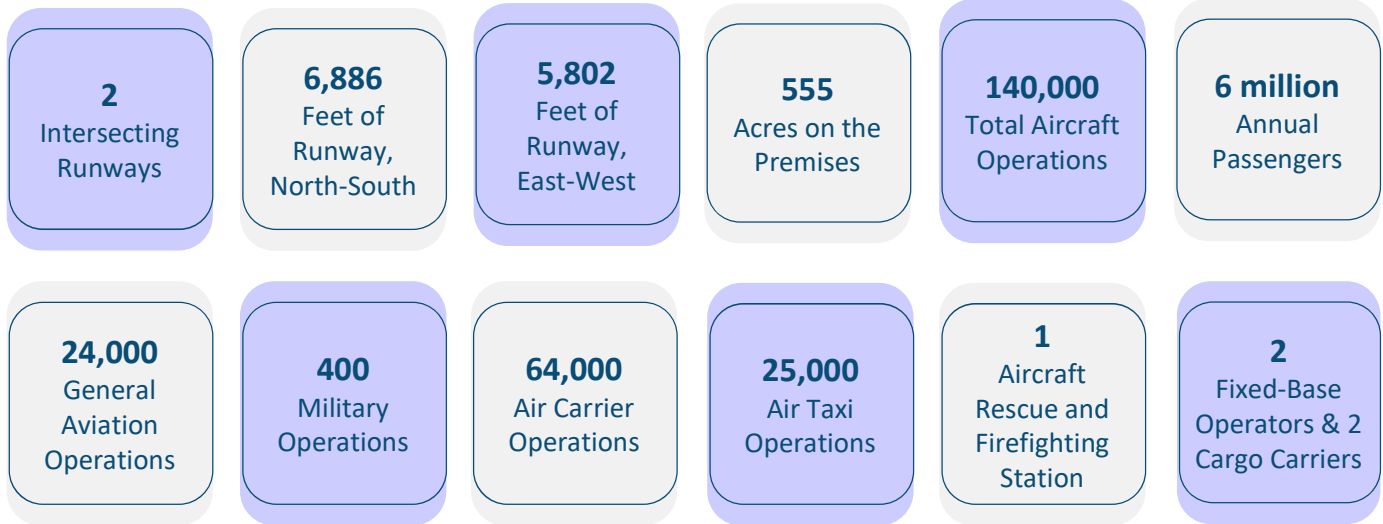 2
Intersecting
Runways
6,886
Feet of
Runway,
North-South
5,802
Feet of
Runway,
East-West
555
Acres on the
Premises
140,000
Total Aircraft
Operations
6 million
Annual
Passengers
24,000
General
Aviation
Operations
400
Military
Operations
64,000
Air Carrier
Operations
25,000
Air Taxi
Operations
1
Aircraft
Rescue and
Firefighting
Station
2
Fixed-Base
Operators & 2
Cargo Carriers